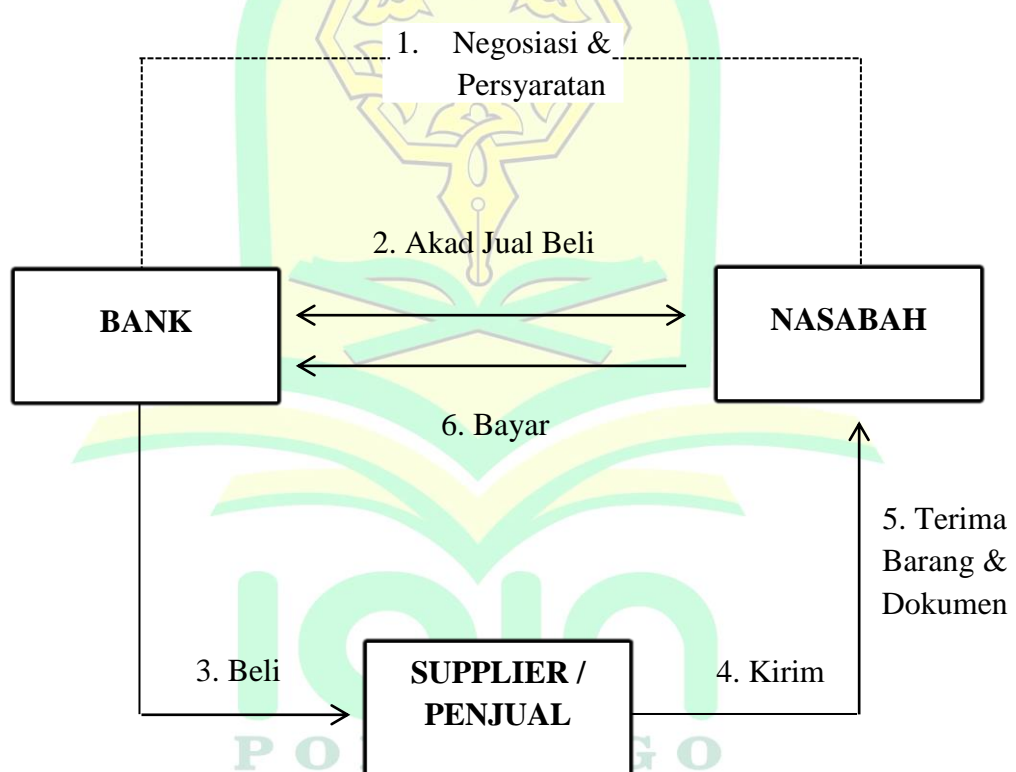 1. Negosiasi &
Persyaratan
2. Akad Jual Beli
BANK
NASABAH
6. Bayar
5. Terima
Barang &
Dokumen
3. Beli
SUPPLIER /
PENJUAL
4. Kirim
iain